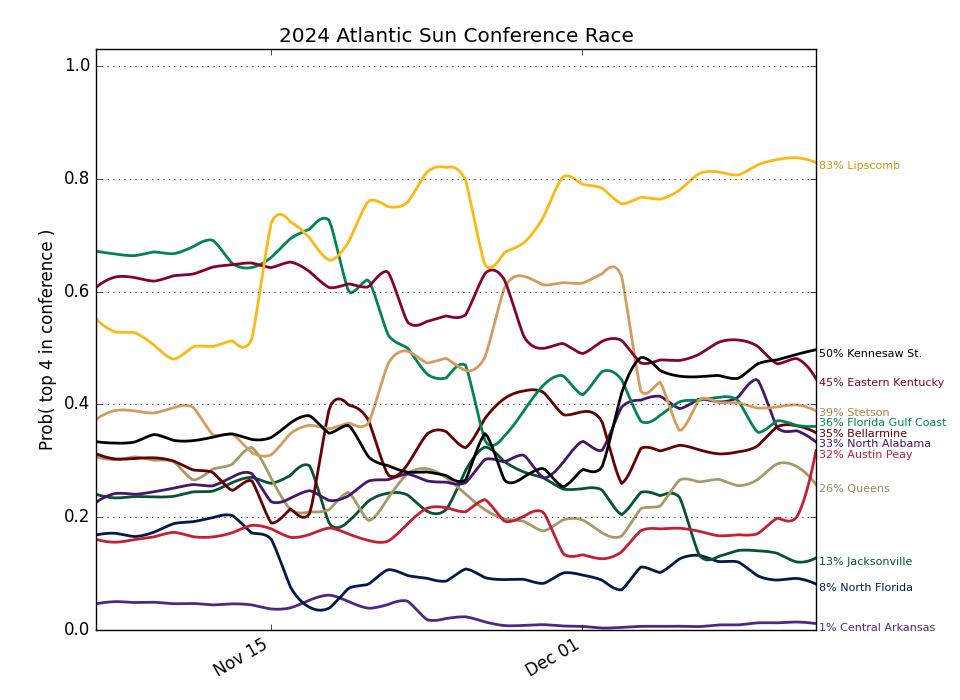 2024 Atlantic Sun Conference Race
Prob( top 4 in conference )
1.0
0.8
0.6
0.4
0.2
0.0
Nov 15
Dec 01
83% Lipscomb
50% Kennesaw St.
45% Eastern Kentucky
39% Stetson
36% Florida Gulf Coast
35% Bellarmine
33% North Alabama
32% Austin Peay
26% Queens
13% Jacksonville
8% North Florida
1% Central Arkansas